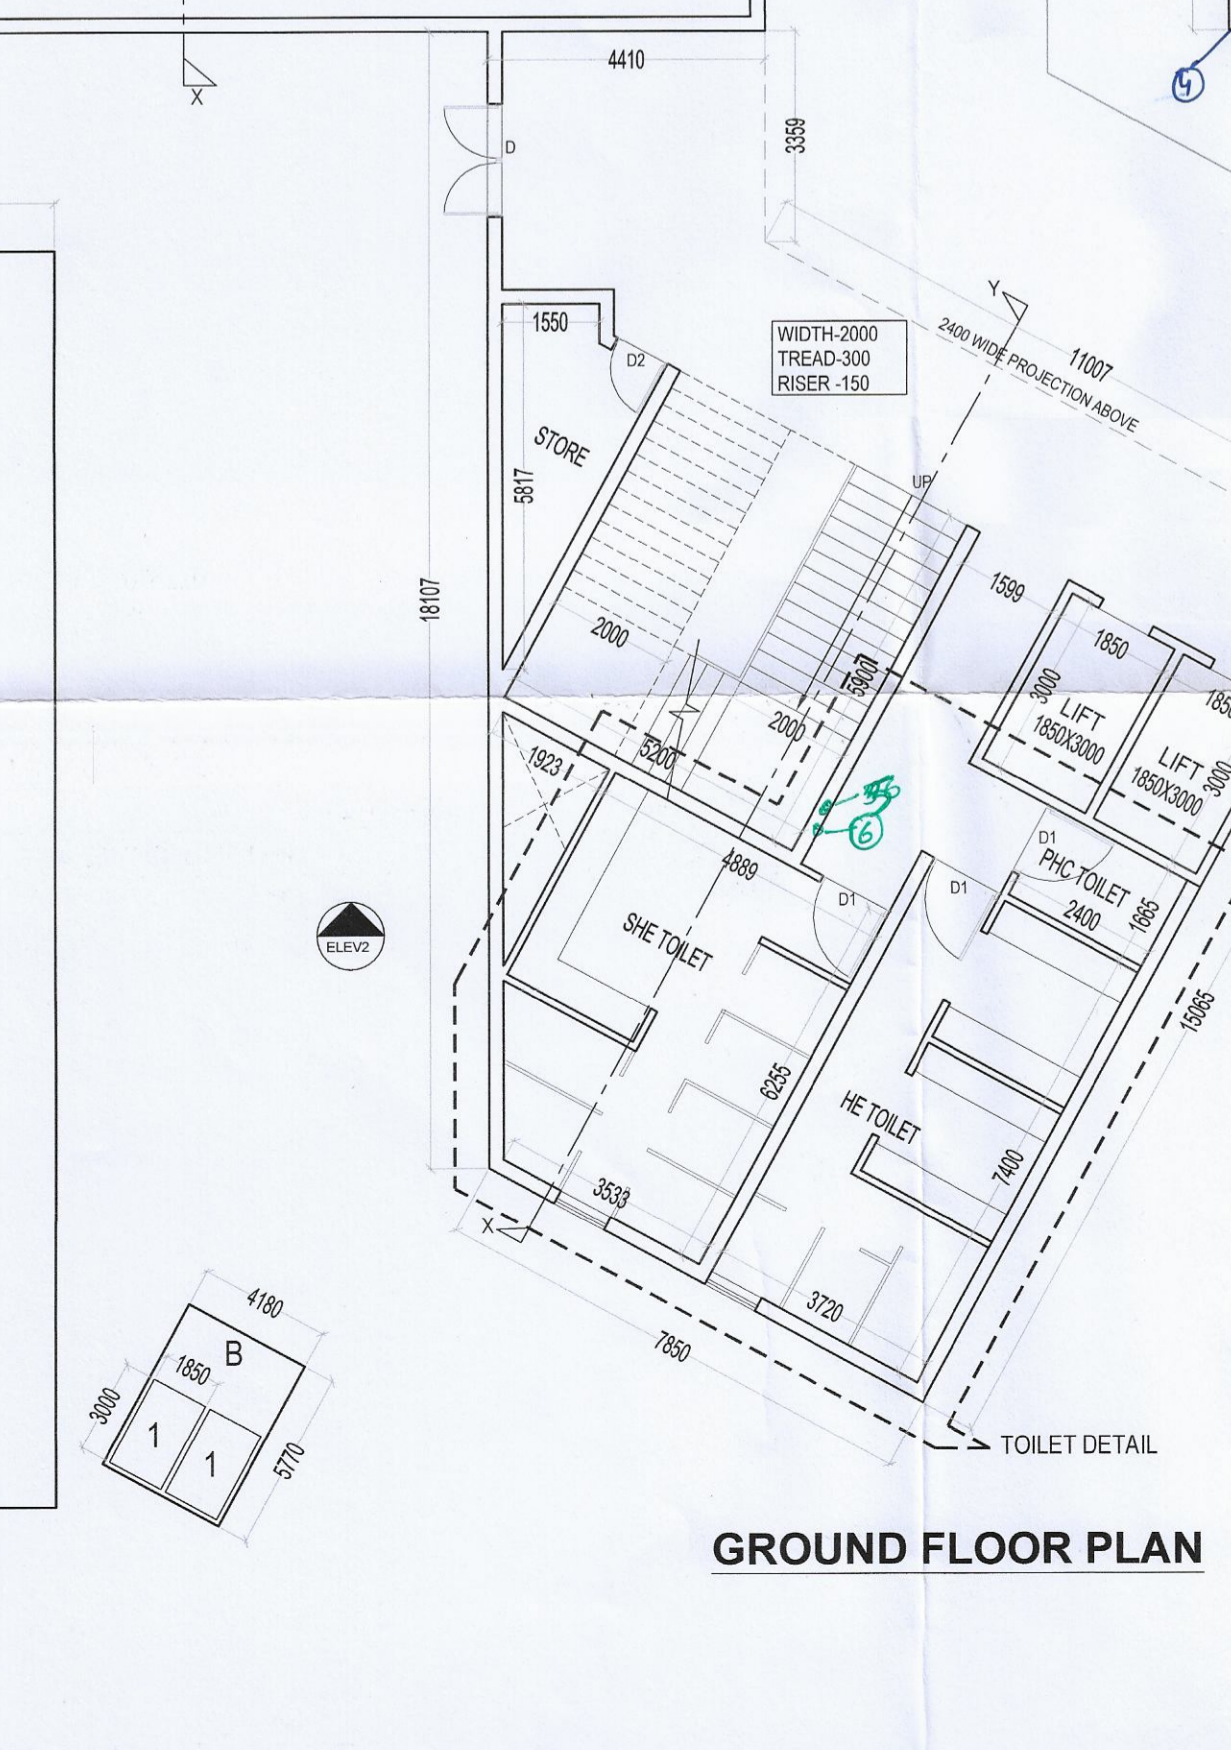 4410
X
4
3359
D
Y
1550
WIDTH-2000
TREAD-300
RISER -150
2400 WIDE PROJECTION ABOVE
11007
D2
STORE
5817
UP
18107
1599
2000
1850
5900
3000
LIFT
1850X3000
2000
5200
1923
LIFT
1850X3000
3000
6
D1
PHC TOILET
2400
1665
4889
D1
D1
SHE TOILET
ELEV2
15065
6255
HE TOILET
7400
3533
X
3720
7850
4180
B
1850
3000
1
1
5770
TOILET DETAIL
GROUND FLOOR PLAN